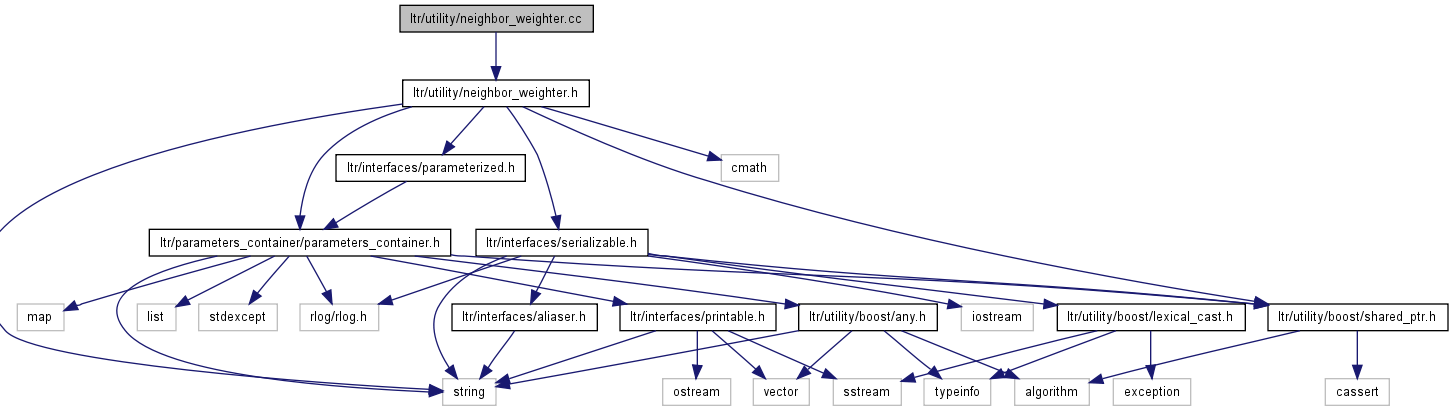 ltr/utility/neighbor_weighter.cc
ltr/utility/neighbor_weighter.h
ltr/interfaces/parameterized.h
cmath
ltr/parameters_container/parameters_container.h
ltr/interfaces/serializable.h
map
list
stdexcept
rlog/rlog.h
ltr/interfaces/aliaser.h
ltr/interfaces/printable.h
ltr/utility/boost/any.h
iostream
ltr/utility/boost/lexical_cast.h
ltr/utility/boost/shared_ptr.h
string
ostream
vector
sstream
typeinfo
algorithm
exception
cassert